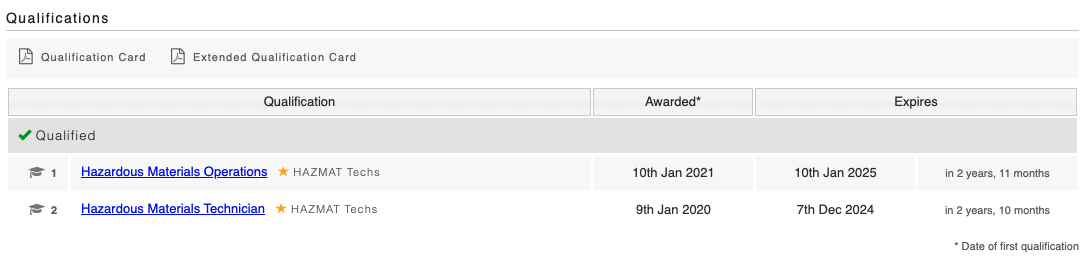 Qualifications
Qualification Card Extended Qualification Card
Qualification Awarded* Expires
Qualified
1 Hazardous Materials Operations HAZMAT Techs 10th Jan 2021 10th Jan 2025 in 2 years, 11 months
2 Hazardous Materials Technician HAZMAT Techs 9th Jan 2020 7th Dec 2024 in 2 years, 10 months
* Date of first qualification